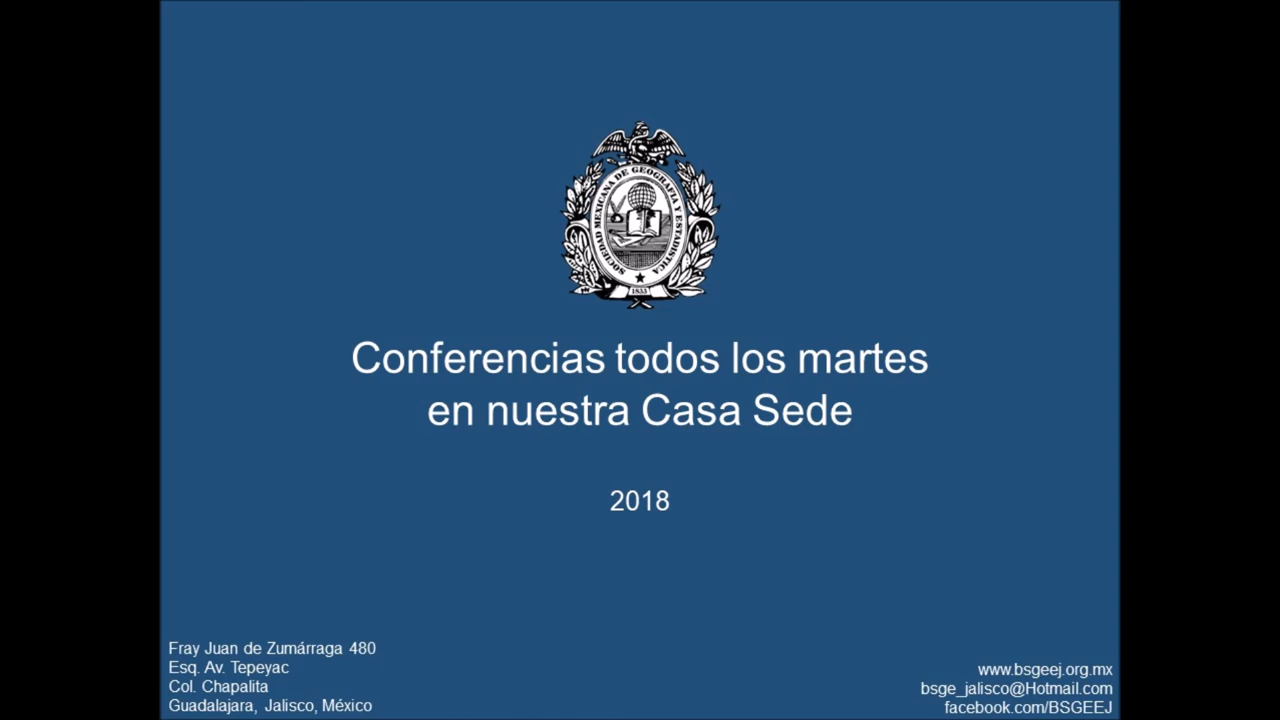 SOCIEDAD MEXICANA DE GEOGRAFIA Y ESTADISTICA
1833
Conferencias todos los martes
en nuestra Casa Sede
2018
Fray Juan de Zumárraga 480
Esq. Av. Tepeyac
Col. Chapalita
Guadalajara, Jalisco, México
www.bsgeej.org.mx
bsge_jalisco@Hotmail.com
facebook.com/BSGEEJ